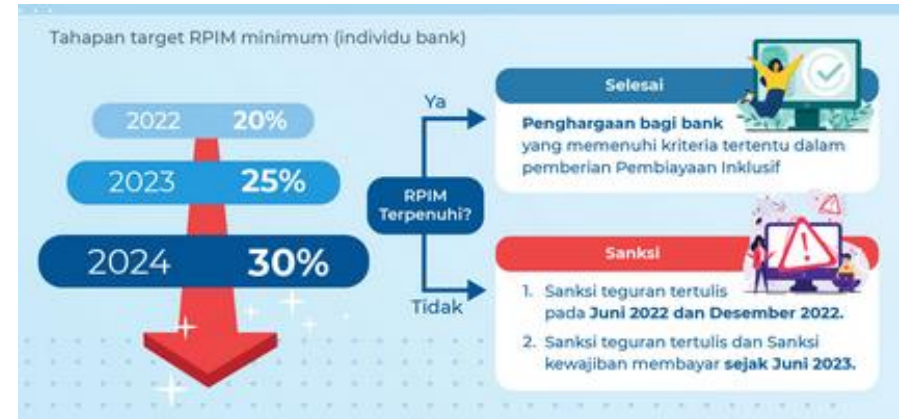 Tahapan target RPIM minimum (individu bank)
2022 20%
2023 25%
2024 30%
RPIM
Terpenuhi?
Ya
Selesai
Penghargaan bagi bank
yang memenuhi kriteria tertentu dalam
pemberian Pembiayaan Inklusif
Tidak
Sanksi
1. Sanksi teguran tertulis
pada Juni 2022 dan Desember 2022.
2. Sanksi teguran tertulis dan Sanksi
kewajiban membayar sejak Juni 2023.